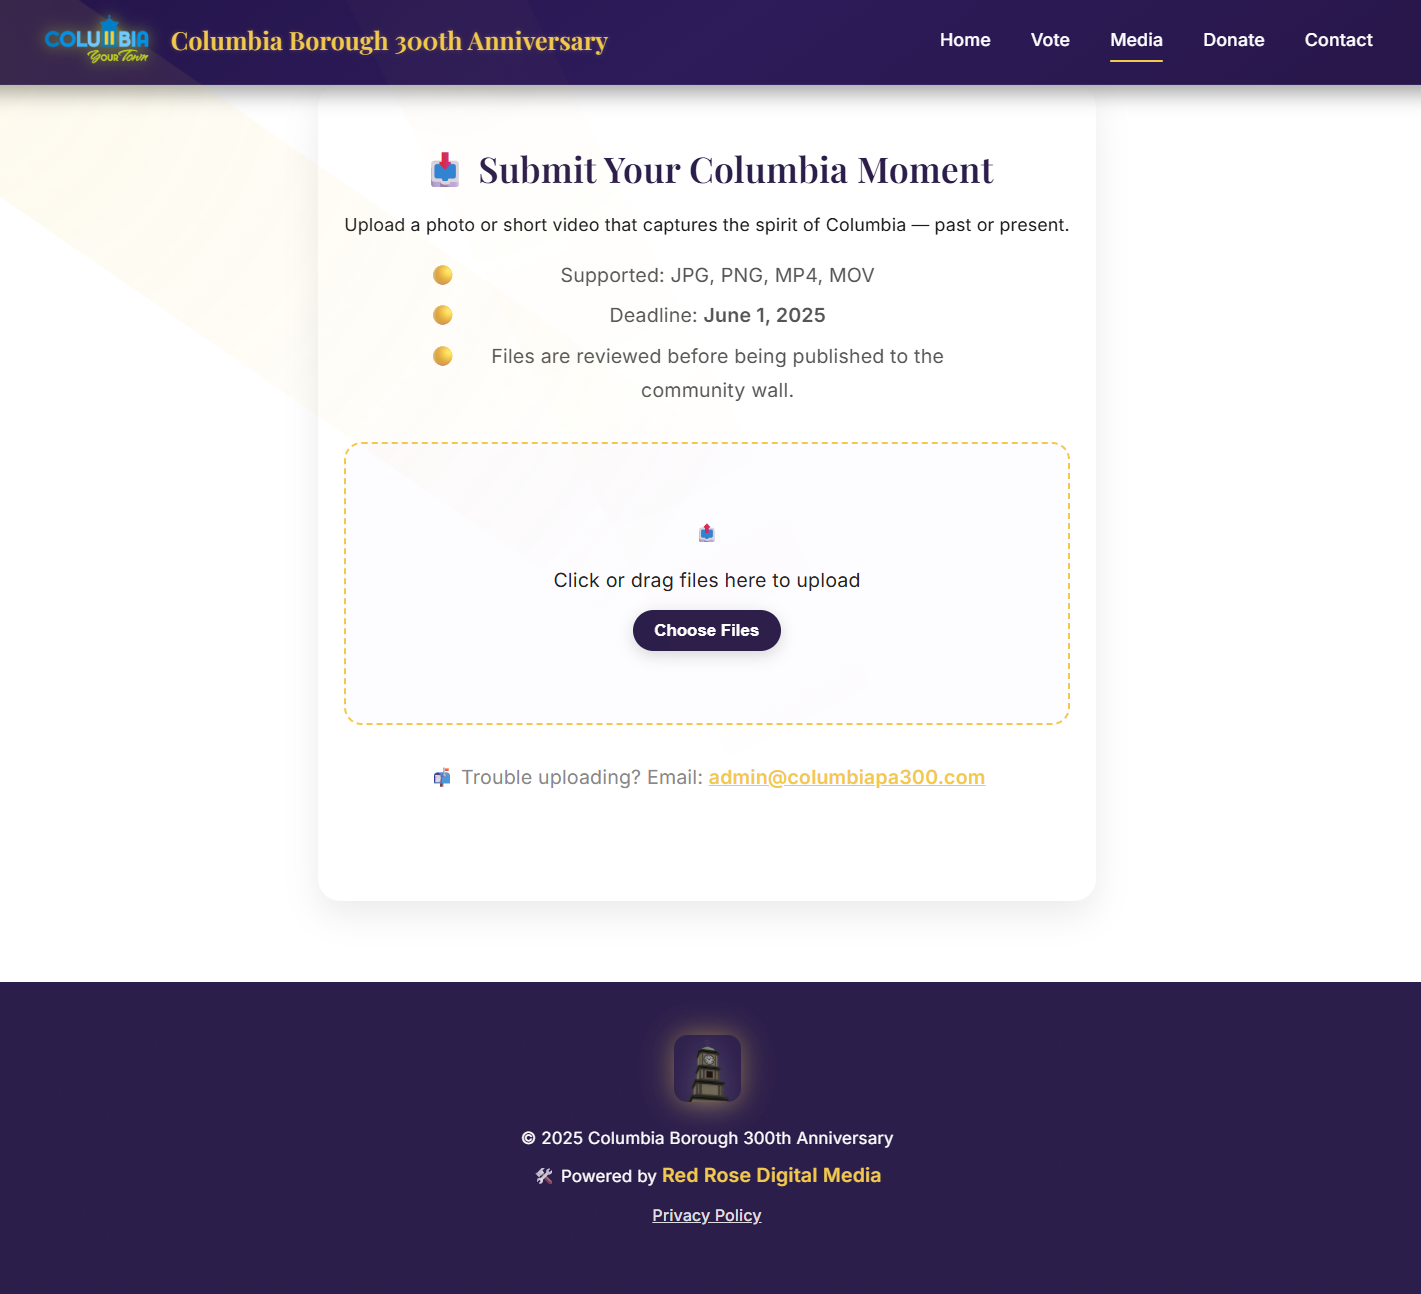 COLUMBIA
YOUR Town
Columbia Borough 300th Anniversary
Home
Vote
Media
Donate
Contact
Submit Your Columbia Moment
Upload a photo or short video that captures the spirit of Columbia — past or present.
Supported: JPG, PNG, MP4, MOV
Deadline: June 1, 2025
Files are reviewed before being published to the
community wall.
Click or drag files here to upload
Choose Files
Trouble uploading? Email: admin@columbiapa300.com
© 2025 Columbia Borough 300th Anniversary
Powered by Red Rose Digital Media
Privacy Policy